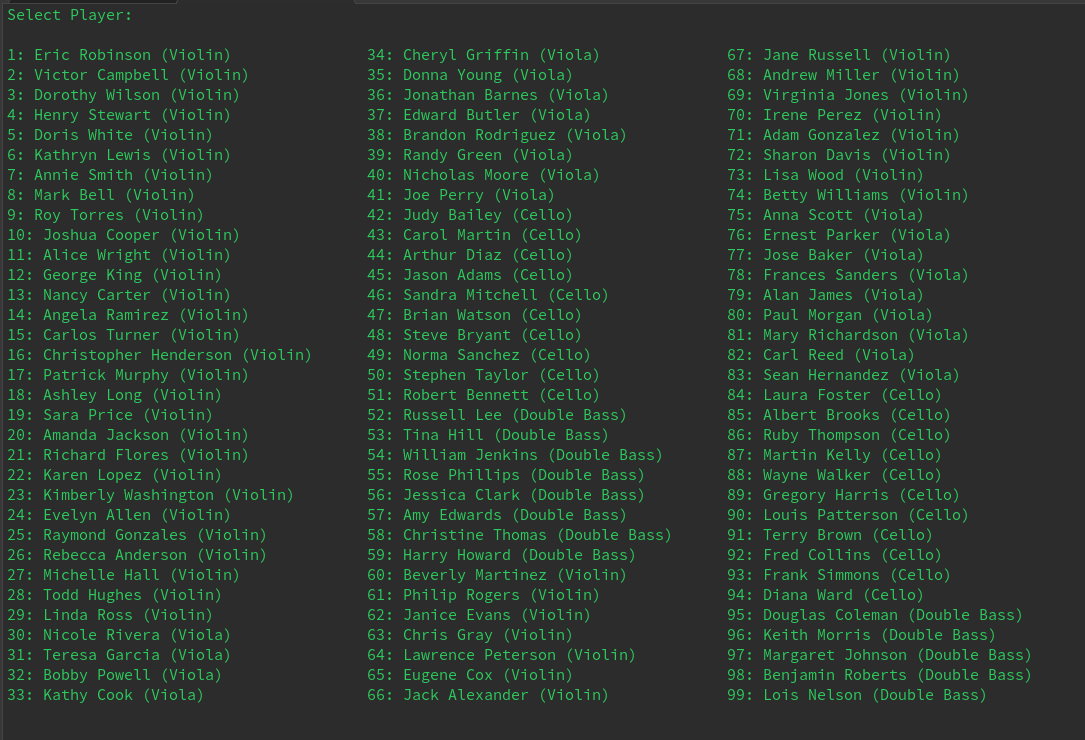 Select Player:
1: Eric Robinson (Violin)
2: Victor Campbell (Violin)
3: Dorothy Wilson (Violin)
4: Henry Stewart (Violin)
5: Doris White (Violin)
6: Kathryn Lewis (Violin)
7: Annie Smith (Violin)
8: Mark Bell (Violin)
9: Roy Torres (Violin)
10: Joshua Cooper (Violin)
11: Alice Wright (Violin)
12: George King (Violin)
13: Nancy Carter (Violin)
14: Angela Ramirez (Violin)
15: Carlos Turner (Violin)
16: Christopher Henderson (Violin)
17: Patrick Murphy (Violin)
18: Ashley Long (Violin)
19: Sara Price (Violin)
20: Amanda Jackson (Violin)
21: Richard Flores (Violin)
22: Karen Lopez (Violin)
23: Kimberly Washington (Violin)
24: Evelyn Allen (Violin)
25: Raymond Gonzales (Violin)
26: Rebecca Anderson (Violin)
27: Michelle Hall (Violin)
28: Todd Hughes (Violin)
29: Linda Ross (Violin)
30: Nicole Rivera (Viola)
31: Teresa Garcia (Viola)
32: Bobby Powell (Viola)
33: Kathy Cook (Viola)
34: Cheryl Griffin (Viola)
35: Donna Young (Viola)
36: Jonathan Barnes (Viola)
37: Edward Butler (Viola)
38: Brandon Rodriguez (Viola)
39: Randy Green (Viola)
40: Nicholas Moore (Viola)
41: Joe Perry (Viola)
42: Judy Bailey (Cello)
43: Carol Martin (Cello)
44: Arthur Diaz (Cello)
45: Jason Adams (Cello)
46: Sandra Mitchell (Cello)
47: Brian Watson (Cello)
48: Steve Bryant (Cello)
49: Norma Sanchez (Cello)
50: Stephen Taylor (Cello)
51: Robert Bennett (Cello)
52: Russell Lee (Double Bass)
53: Tina Hill (Double Bass)
54: William Jenkins (Double Bass)
55: Rose Phillips (Double Bass)
56: Jessica Clark (Double Bass)
57: Amy Edwards (Double Bass)
58: Christine Thomas (Double Bass)
59: Harry Howard (Double Bass)
60: Beverly Martinez (Violin)
61: Philip Rogers (Violin)
62: Janice Evans (Violin)
63: Chris Gray (Violin)
64: Lawrence Peterson (Violin)
65: Eugene Cox (Violin)
66: Jack Alexander (Violin)
67: Jane Russell (Violin)
68: Andrew Miller (Violin)
69: Virginia Jones (Violin)
70: Irene Perez (Violin)
71: Adam Gonzalez (Violin)
72: Sharon Davis (Violin)
73: Lisa Wood (Violin)
74: Betty Williams (Violin)
75: Anna Scott (Viola)
76: Ernest Parker (Viola)
77: Jose Baker (Viola)
78: Frances Sanders (Viola)
79: Alan James (Viola)
80: Paul Morgan (Viola)
81: Mary Richardson (Viola)
82: Carl Reed (Viola)
83: Sean Hernandez (Viola)
84: Laura Foster (Cello)
85: Albert Brooks (Cello)
86: Ruby Thompson (Cello)
87: Martin Kelly (Cello)
88: Wayne Walker (Cello)
89: Gregory Harris (Cello)
90: Louis Patterson (Cello)
91: Terry Brown (Cello)
92: Fred Collins (Cello)
93: Frank Simmons (Cello)
94: Diana Ward (Cello)
95: Douglas Coleman (Double Bass)
96: Keith Morris (Double Bass)
97: Margaret Johnson (Double Bass)
98: Benjamin Roberts (Double Bass)
99: Lois Nelson (Double Bass)